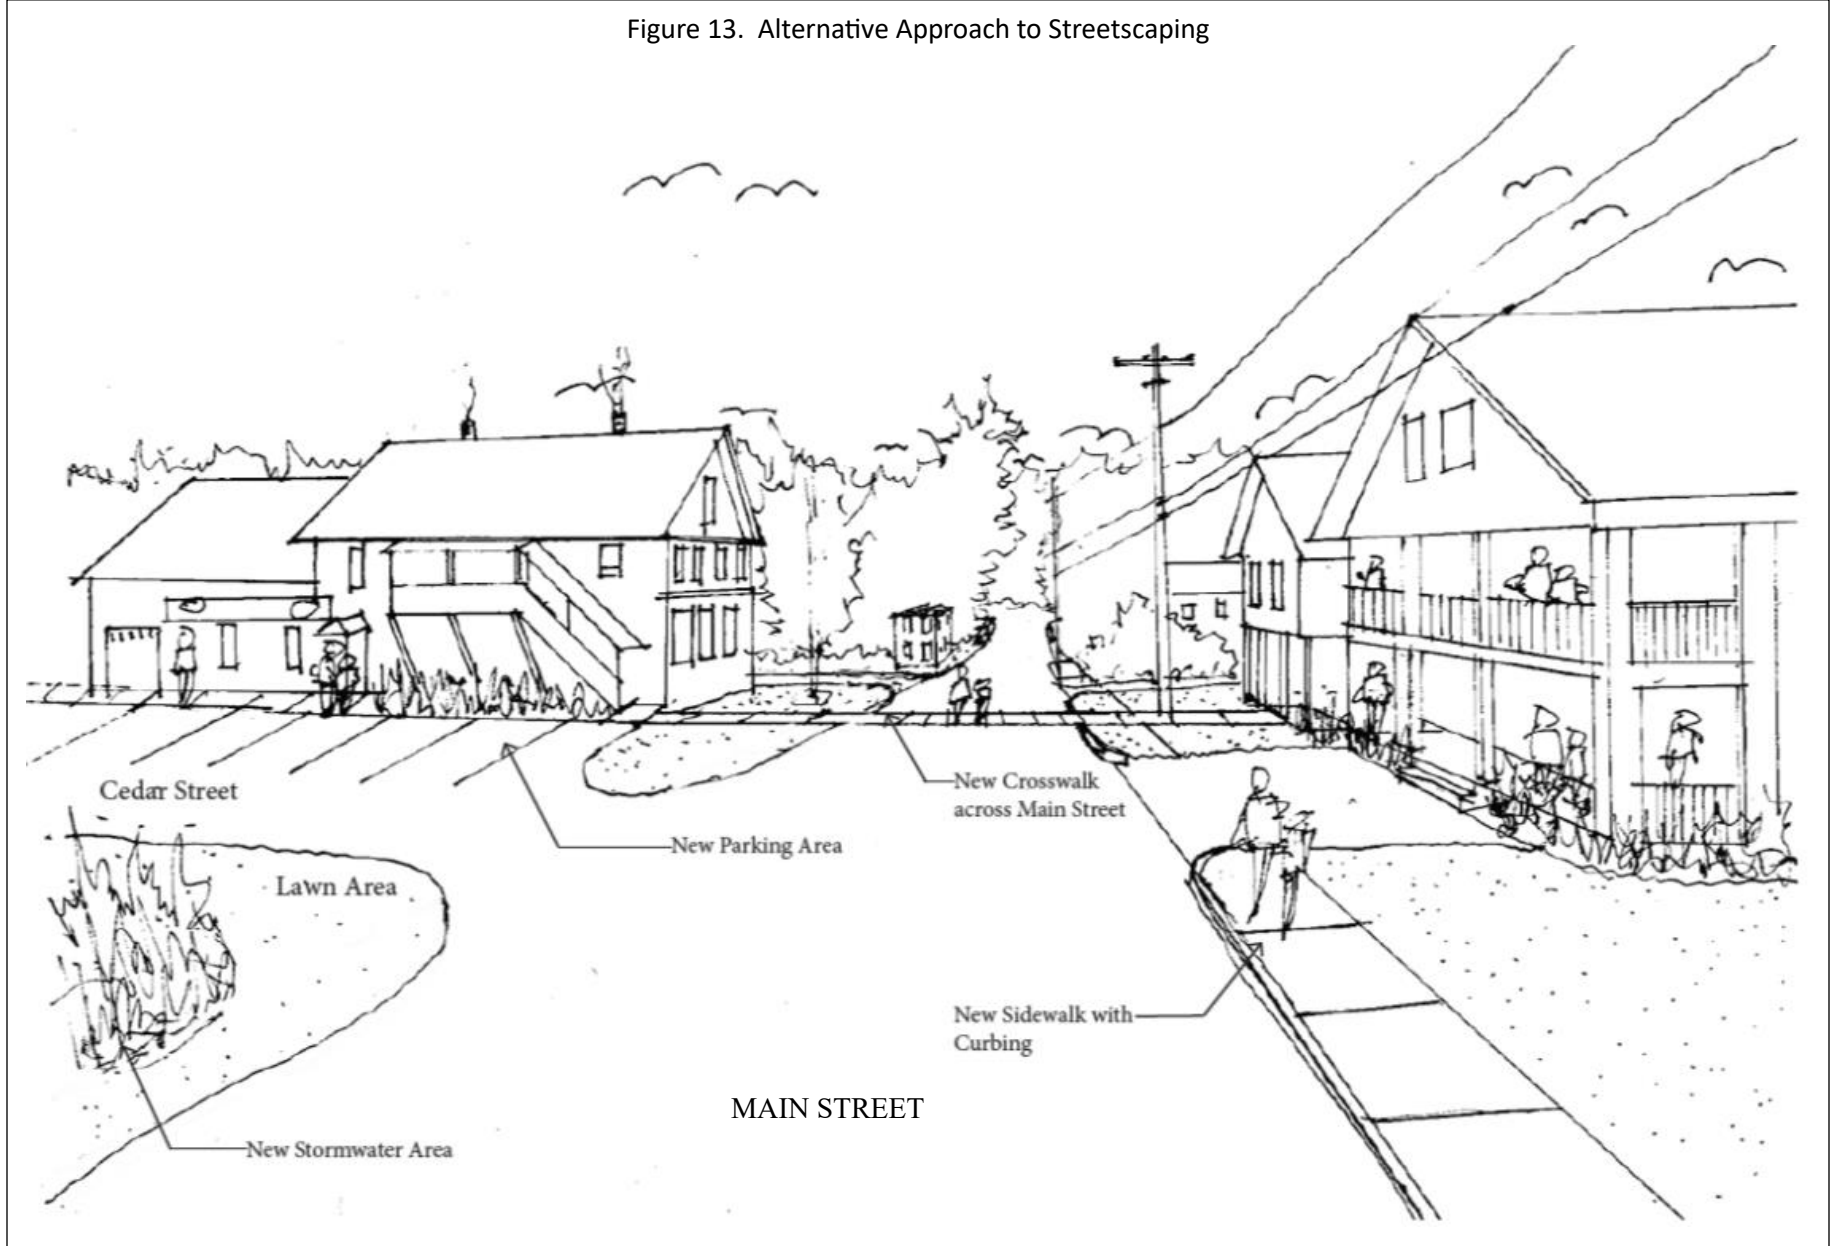 Figure 13.  Alternative Approach to Streetscaping
New Crosswalk
across Main Street
Cedar Street
New Parking Area
Lawn Area
New Sidewalk with
Curbing
MAIN STREET
New Stormwater Area